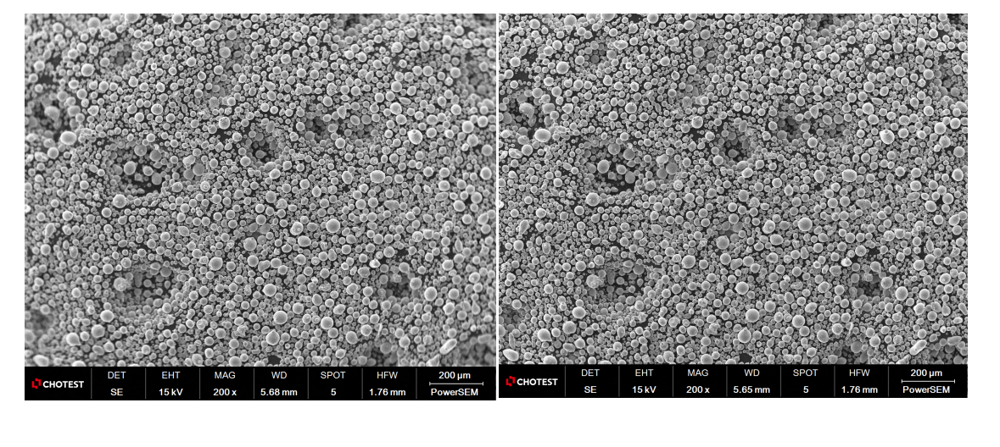 CHOTEST
DET EHT MAG WD SPOT HFW 200 µm
SE 15 kV 200 x 5.68 mm 5 1.76 mm PowerSEM
CHOTEST
DET EHT MAG WD SPOT HFW 200 µm
SE 15 kV 200 x 5.65 mm 5 1.76 mm PowerSEM